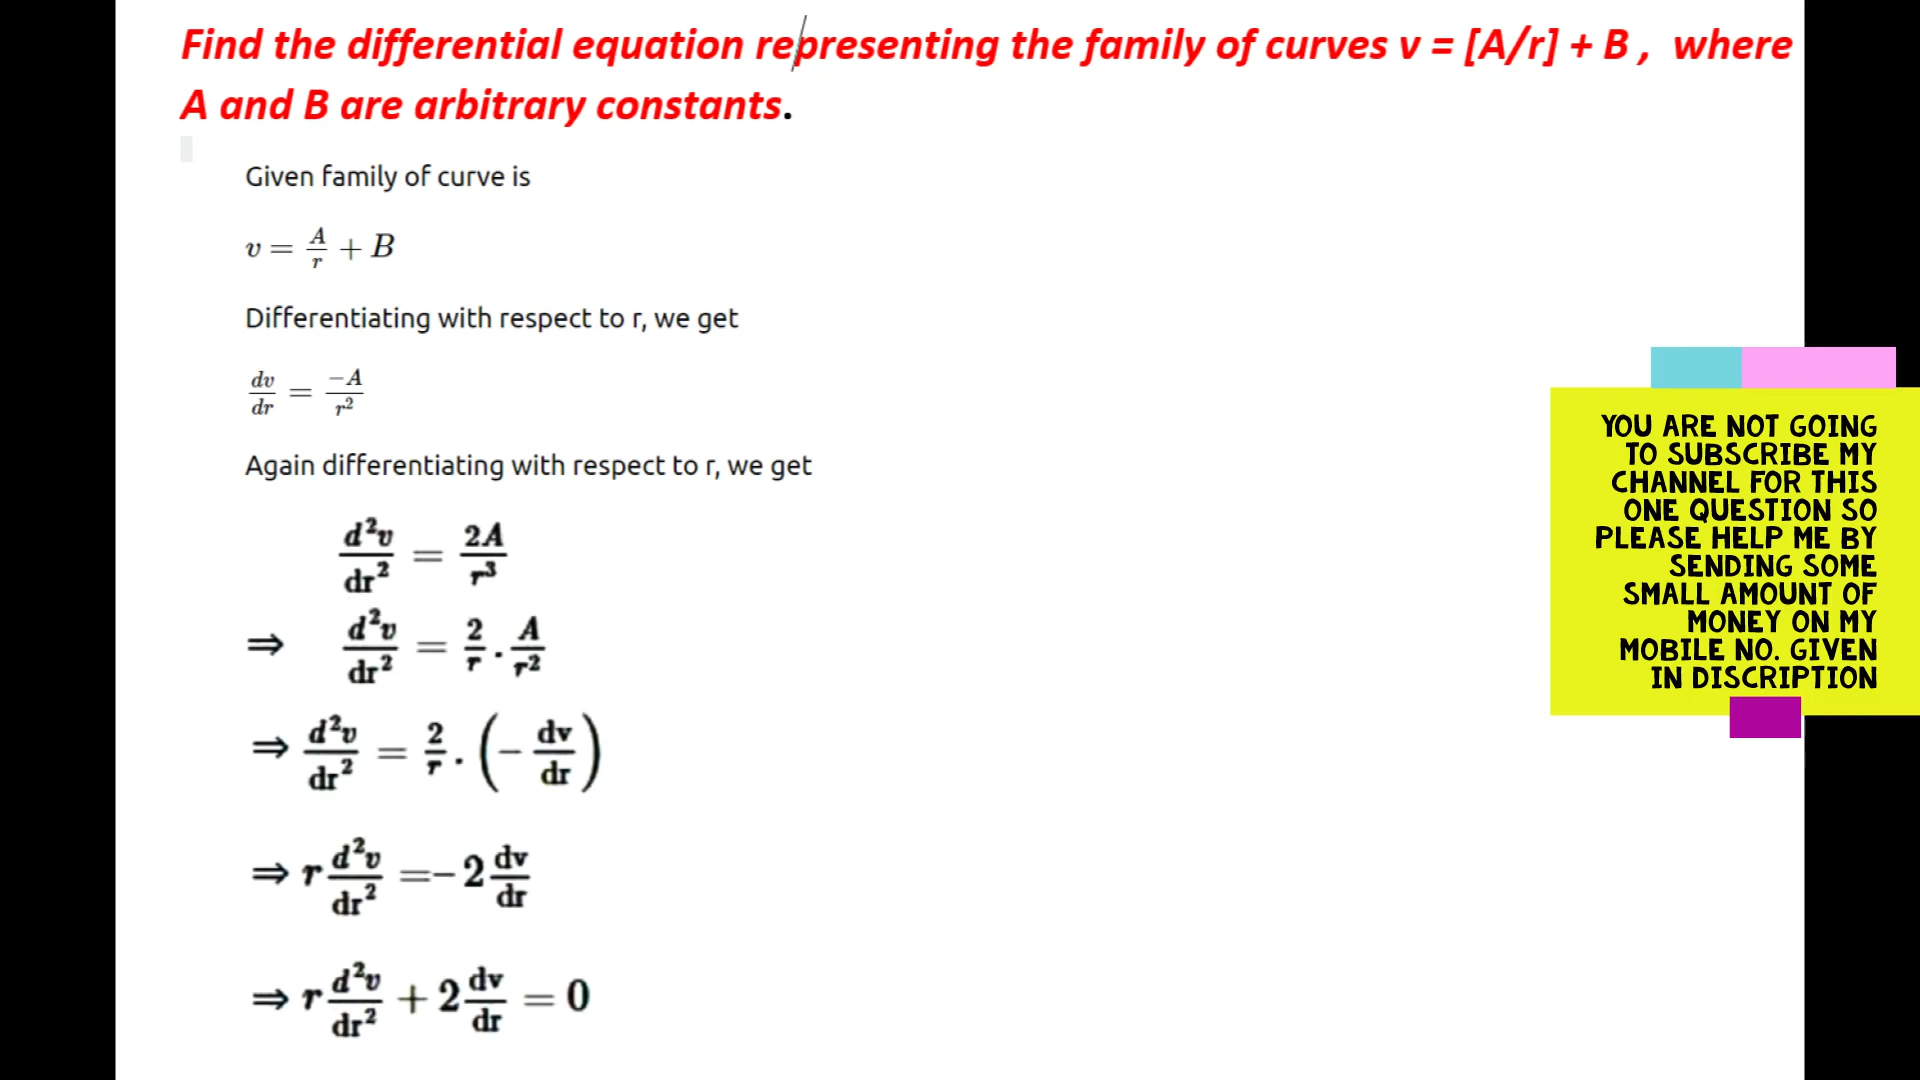 Find the differential equation representing the family of curves v = [A/r] + B , where
A and B are arbitrary constants.
Given family of curve is
v = A/r + B
Differentiating with respect to r, we get
dv/dr = -A/r²
Again differentiating with respect to r, we get
d²v/dr² = 2A/r³
⇒ d²v/dr² = 2/r . A/r²
⇒ d²v/dr² = 2/r . (- dv/dr)
⇒ r d²v/dr² =-2 dv/dr
⇒ r d²v/dr² + 2 dv/dr = 0
YOU ARE NOT GOING
TO SUBSCRIBE MY
CHANNEL FOR THIS
ONE QUESTION SO
PLEASE HELP ME BY
SENDING SOME
SMALL AMOUNT OF
MONEY ON MY
MOBILE NO. GIVEN
IN DISCRIPTION